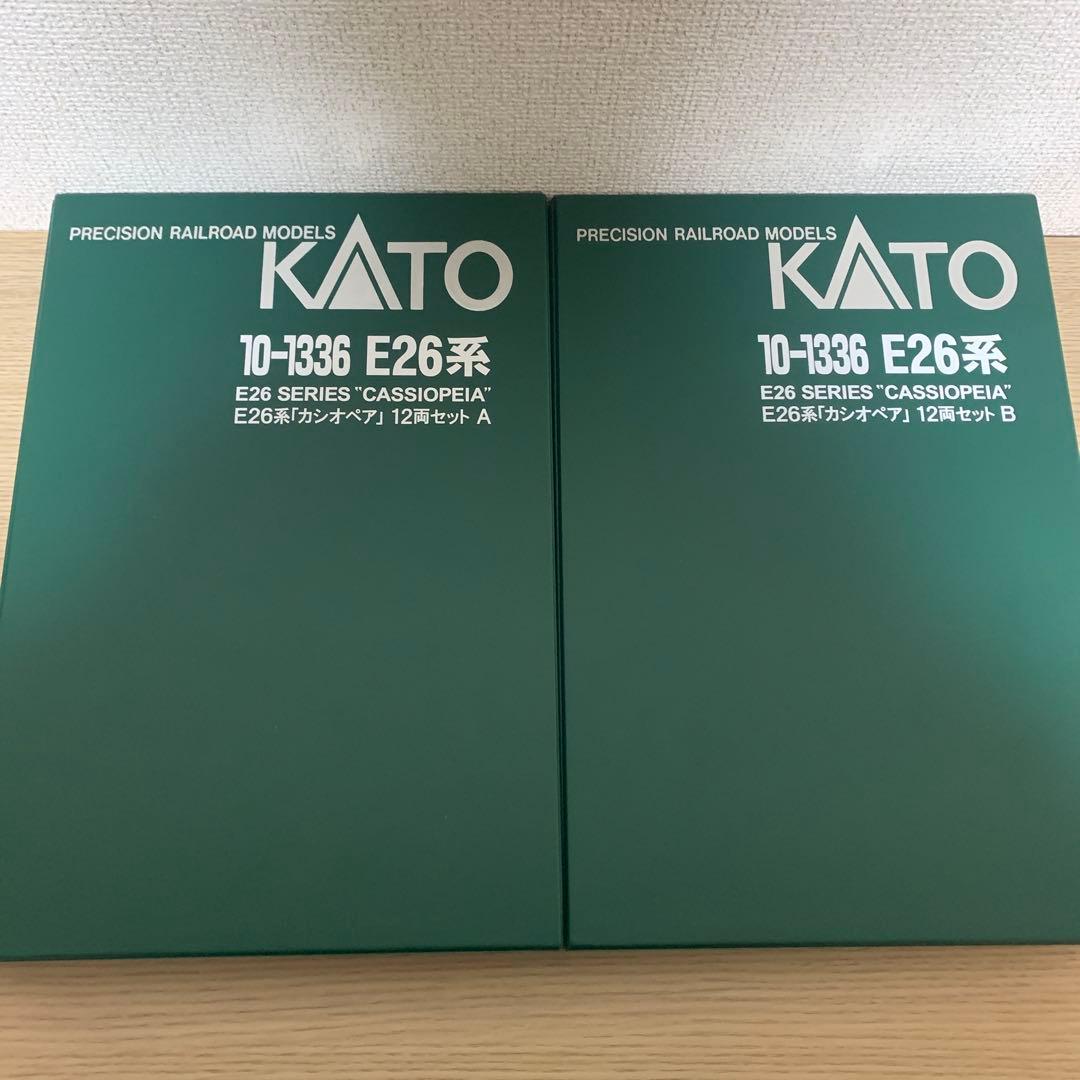 PRECISION RAILROAD MODELS
KATO
10-1336 E26系
E26 SERIES "CASSIOPEIA"
E26系「カシオペア」 12両セット A
PRECISION RAILROAD MODELS
KATO
10-1336 E26系
E26 SERIES "CASSIOPEIA"
E26系「カシオペア」 12両セット B